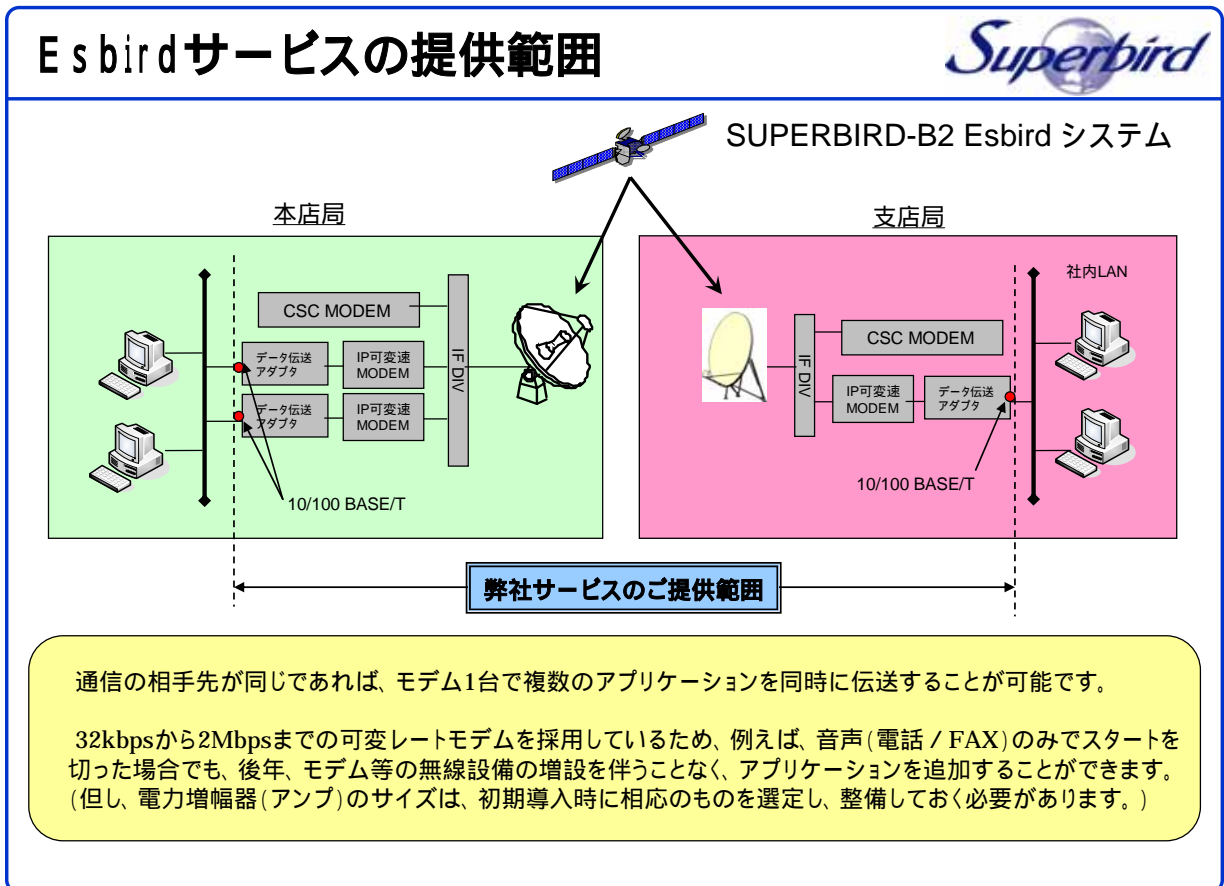 Esbirdサービスの提供範囲
Superbird
SUPERBIRD-B2 Esbird システム
本店局
支店局
CSC MODEM
データ伝送
アダプタ
IP可変速
MODEM
データ伝送
アダプタ
IP可変速
MODEM
IF DIV
10/100 BASE/T
社内LAN
IF DIV
CSC MODEM
IP可変速
MODEM
データ伝送
アダプタ
10/100 BASE/T
弊社サービスのご提供範囲
通信の相手先が同じであれば、モデム1台で複数のアプリケーションを同時に伝送することが可能です。
32kbpsから2Mbpsまでの可変レートモデムを採用しているため、例えば、音声(電話/FAX)のみでスタートを
切った場合でも、後年、モデム等の無線設備の増設を伴うことなく、アプリケーションを追加することができます。
(但し、電力増幅器(アンプ)のサイズは、初期導入時に相応のものを選定し、整備しておく必要があります。)